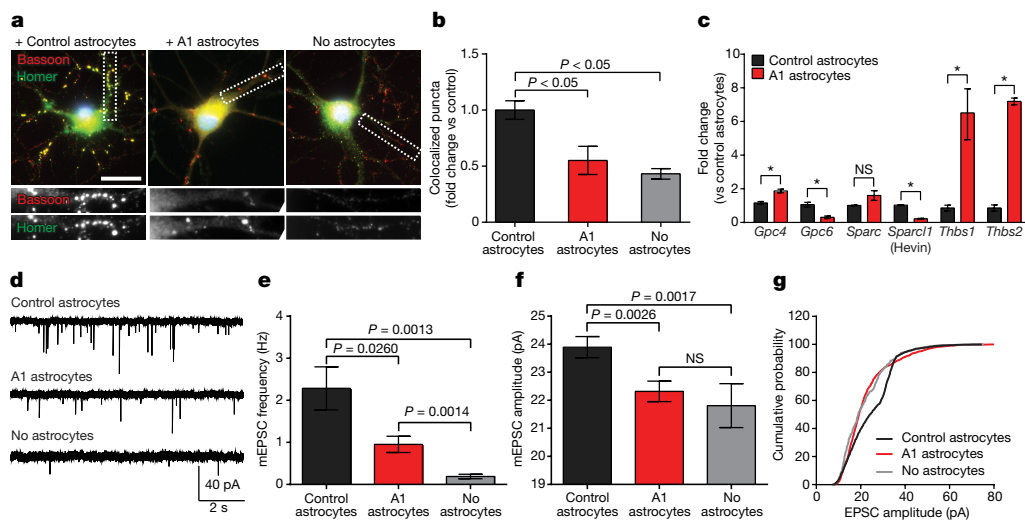 a
+ Control astrocytes
+ A1 astrocytes
No astrocytes
Bassoon
Homer
Bassoon
Homer
b
Colocalized puncta
(fold change vs control)
1.5
1.0
0.5
0
P < 0.05
P < 0.05
Control
astrocytes
A1
astrocytes
No
astrocytes
c
Fold change
(vs control astrocytes)
10
8
6
4
2
0
Control astrocytes
A1 astrocytes
*
*
NS
*
*
*
Gpc4
Gpc6
Sparc
Sparcl1
(Hevin)
Thbs1
Thbs2
d
Control astrocytes
A1 astrocytes
No astrocytes
40 pA
2 s
e
mEPSC frequency (Hz)
4
3
2
1
0
P = 0.0013
P = 0.0260
P = 0.0014
Control
astrocytes
A1
astrocytes
No
astrocytes
f
mEPSC amplitude (pA)
25
24
23
22
21
20
19
P = 0.0017
P = 0.0026
NS
Control
astrocytes
A1
astrocytes
No
astrocytes
g
Cumulative probability
120
100
80
60
40
20
0
Control astrocytes
A1 astrocytes
No astrocytes
0
20
40
60
80
EPSC amplitude (pA)